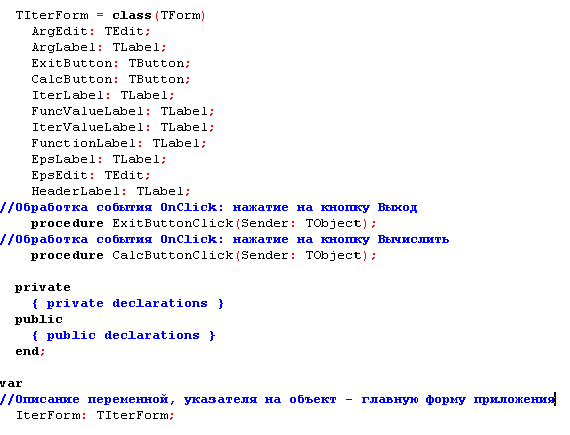 TIterForm = class(TForm)
ArgEdit: TEdit;
ArgLabel: TLabel;
ExitButton: TButton;
CalcButton: TButton;
IterLabel: TLabel;
FuncValueLabel: TLabel;
IterValueLabel: TLabel;
FunctionLabel: TLabel;
EpsLabel: TLabel;
EpsEdit: TEdit;
HeaderLabel: TLabel;
//Обработка события OnClick: нажатие на кнопку Выход
procedure ExitButtonClick(Sender: TObject);
//Обработка события OnClick: нажатие на кнопку Вычислить
procedure CalcButtonClick(Sender: TObject);
private
{ private declarations }
public
{ public declarations }
end;
var
//Описание переменной, указателя на объект - главную форму приложения
IterForm: TIterForm;